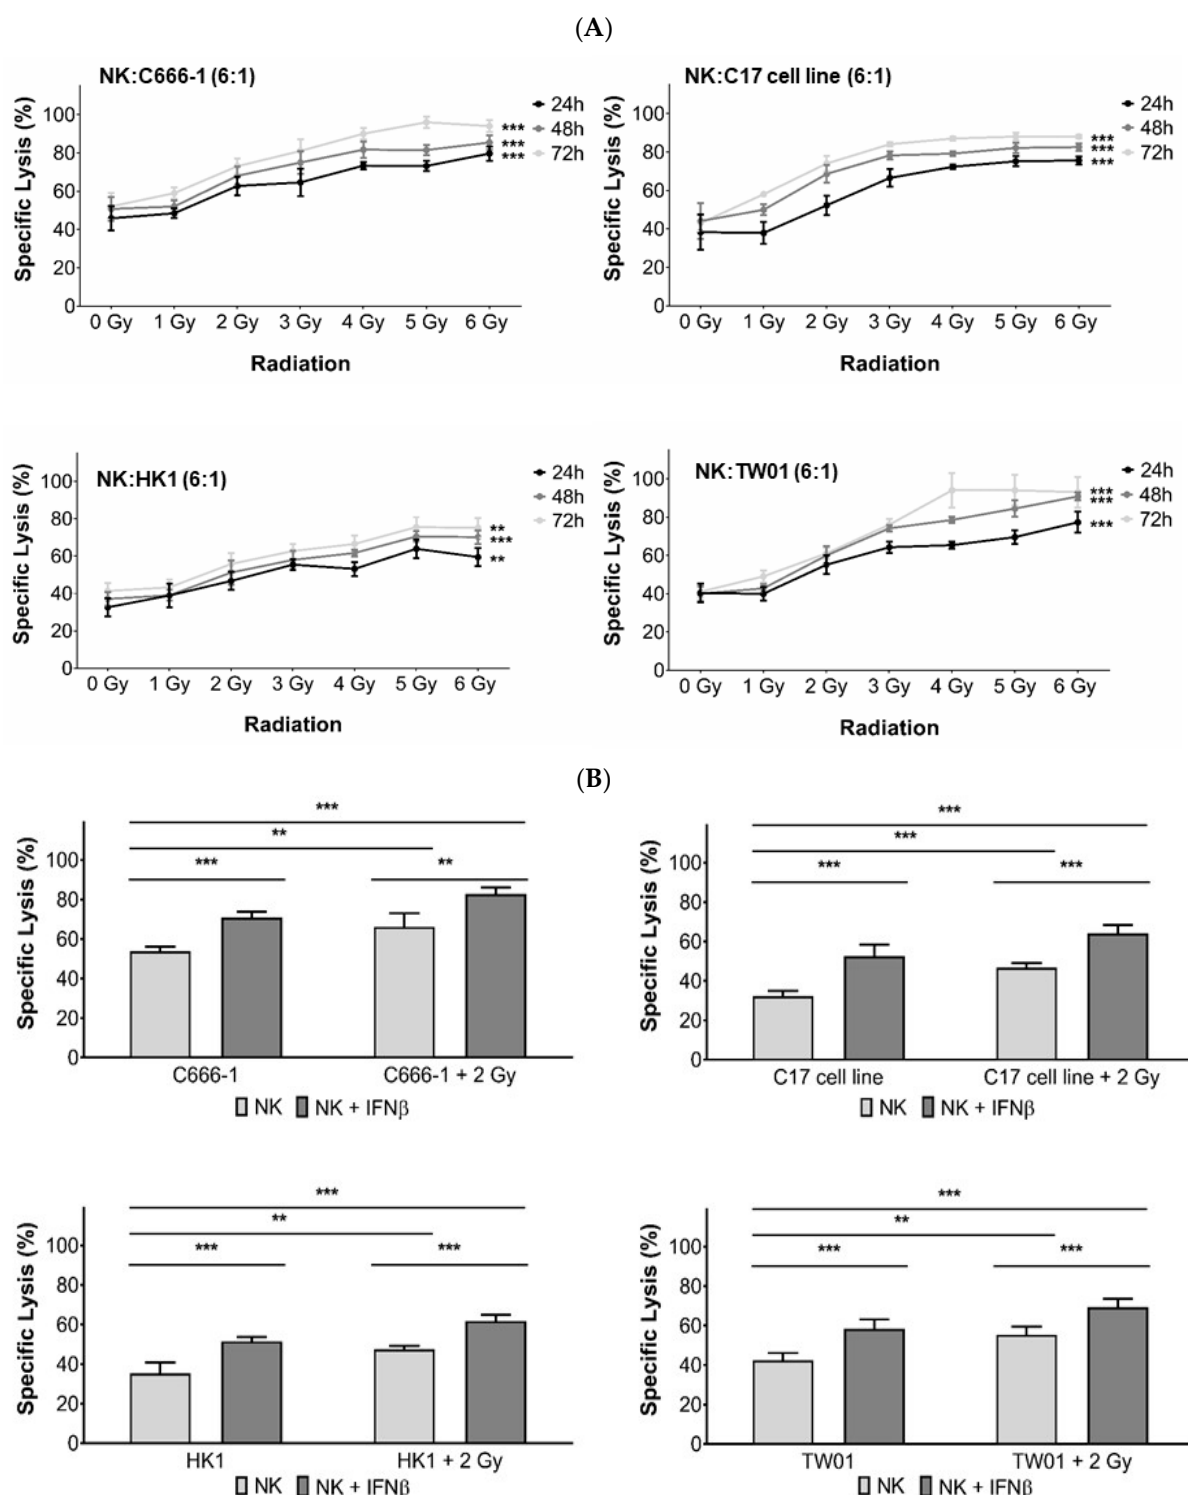 (A)
NK:C666-1 (6:1)
Specific Lysis (%)
100
80
60
40
20
0
0 Gy 1 Gy 2 Gy 3 Gy 4 Gy 5 Gy 6 Gy
Radiation
24h
48h
72h
***
***
***
NK:C17 cell line (6:1)
Specific Lysis (%)
100
80
60
40
20
0
0 Gy 1 Gy 2 Gy 3 Gy 4 Gy 5 Gy 6 Gy
Radiation
24h
48h
72h
***
***
***
NK:HK1 (6:1)
Specific Lysis (%)
100
80
60
40
20
0
0 Gy 1 Gy 2 Gy 3 Gy 4 Gy 5 Gy 6 Gy
Radiation
24h
48h
72h
**
***
**
NK:TW01 (6:1)
Specific Lysis (%)
100
80
60
40
20
0
0 Gy 1 Gy 2 Gy 3 Gy 4 Gy 5 Gy 6 Gy
Radiation
24h
48h
72h
***
***
***
(B)
***
**
*** **
Specific Lysis (%)
100
80
60
40
20
0
C666-1 C666-1 + 2 Gy
NK NK + IFNβ
***
***
*** ***
Specific Lysis (%)
100
80
60
40
20
0
C17 cell line C17 cell line + 2 Gy
NK NK + IFNβ
***
**
*** ***
Specific Lysis (%)
100
80
60
40
20
0
HK1 HK1 + 2 Gy
NK NK + IFNβ
***
**
*** ***
Specific Lysis (%)
100
80
60
40
20
0
TW01 TW01 + 2 Gy
NK NK + IFNβ